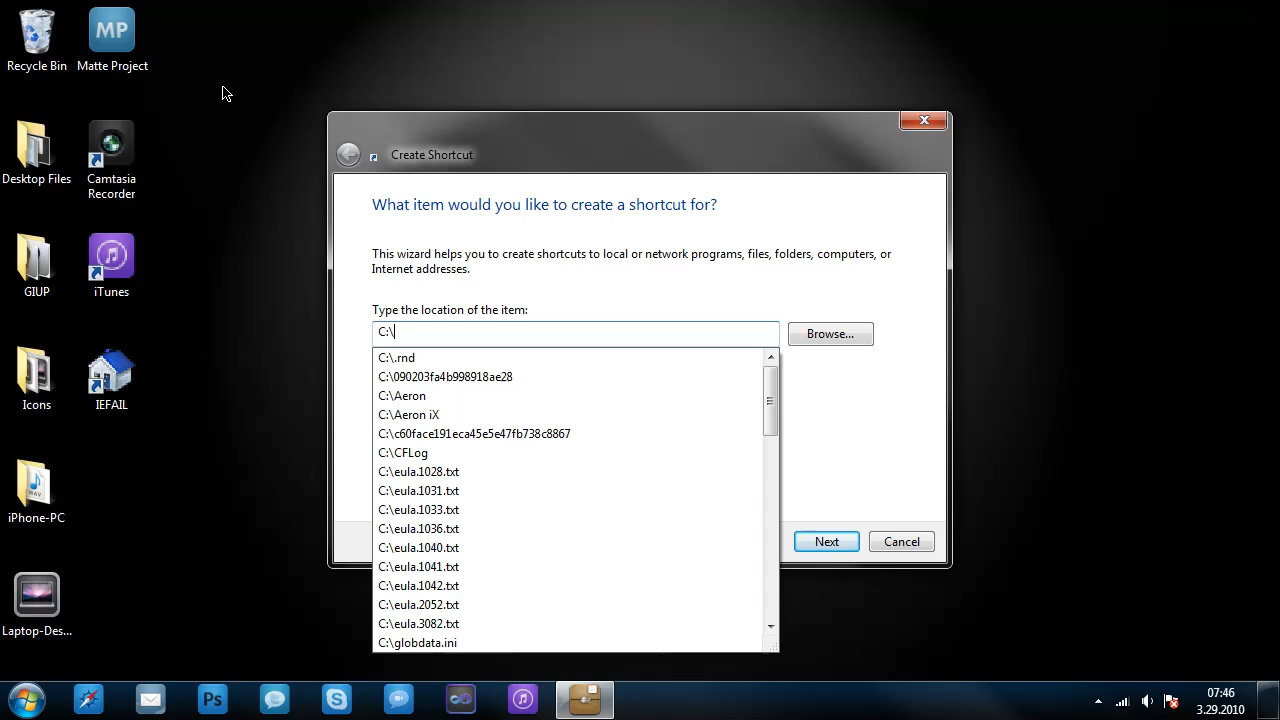 Recycle Bin
MP
Matte Project
Desktop Files
Camtasia
Recorder
GIUP
iTunes
Icons
IEFAIL
WAV
iPhone-PC
Laptop-Des...
Create Shortcut
What item would you like to create a shortcut for?
This wizard helps you to create shortcuts to local or network programs, files, folders, computers, or
Internet addresses.
Type the location of the item:
C:\
Browse...
C:\.rnd
C:\090203fa4b998918ae28
C:\Aeron
C:\Aeron iX
C:\c60face191eca45e5e47fb738c8867
C:\CFLog
C:\eula.1028.txt
C:\eula.1031.txt
C:\eula.1033.txt
C:\eula.1036.txt
C:\eula.1040.txt
C:\eula.1041.txt
C:\eula.1042.txt
C:\eula.2052.txt
C:\eula.3082.txt
C:\globdata.ini
Next
Cancel
Ps
07:46
3.29.2010